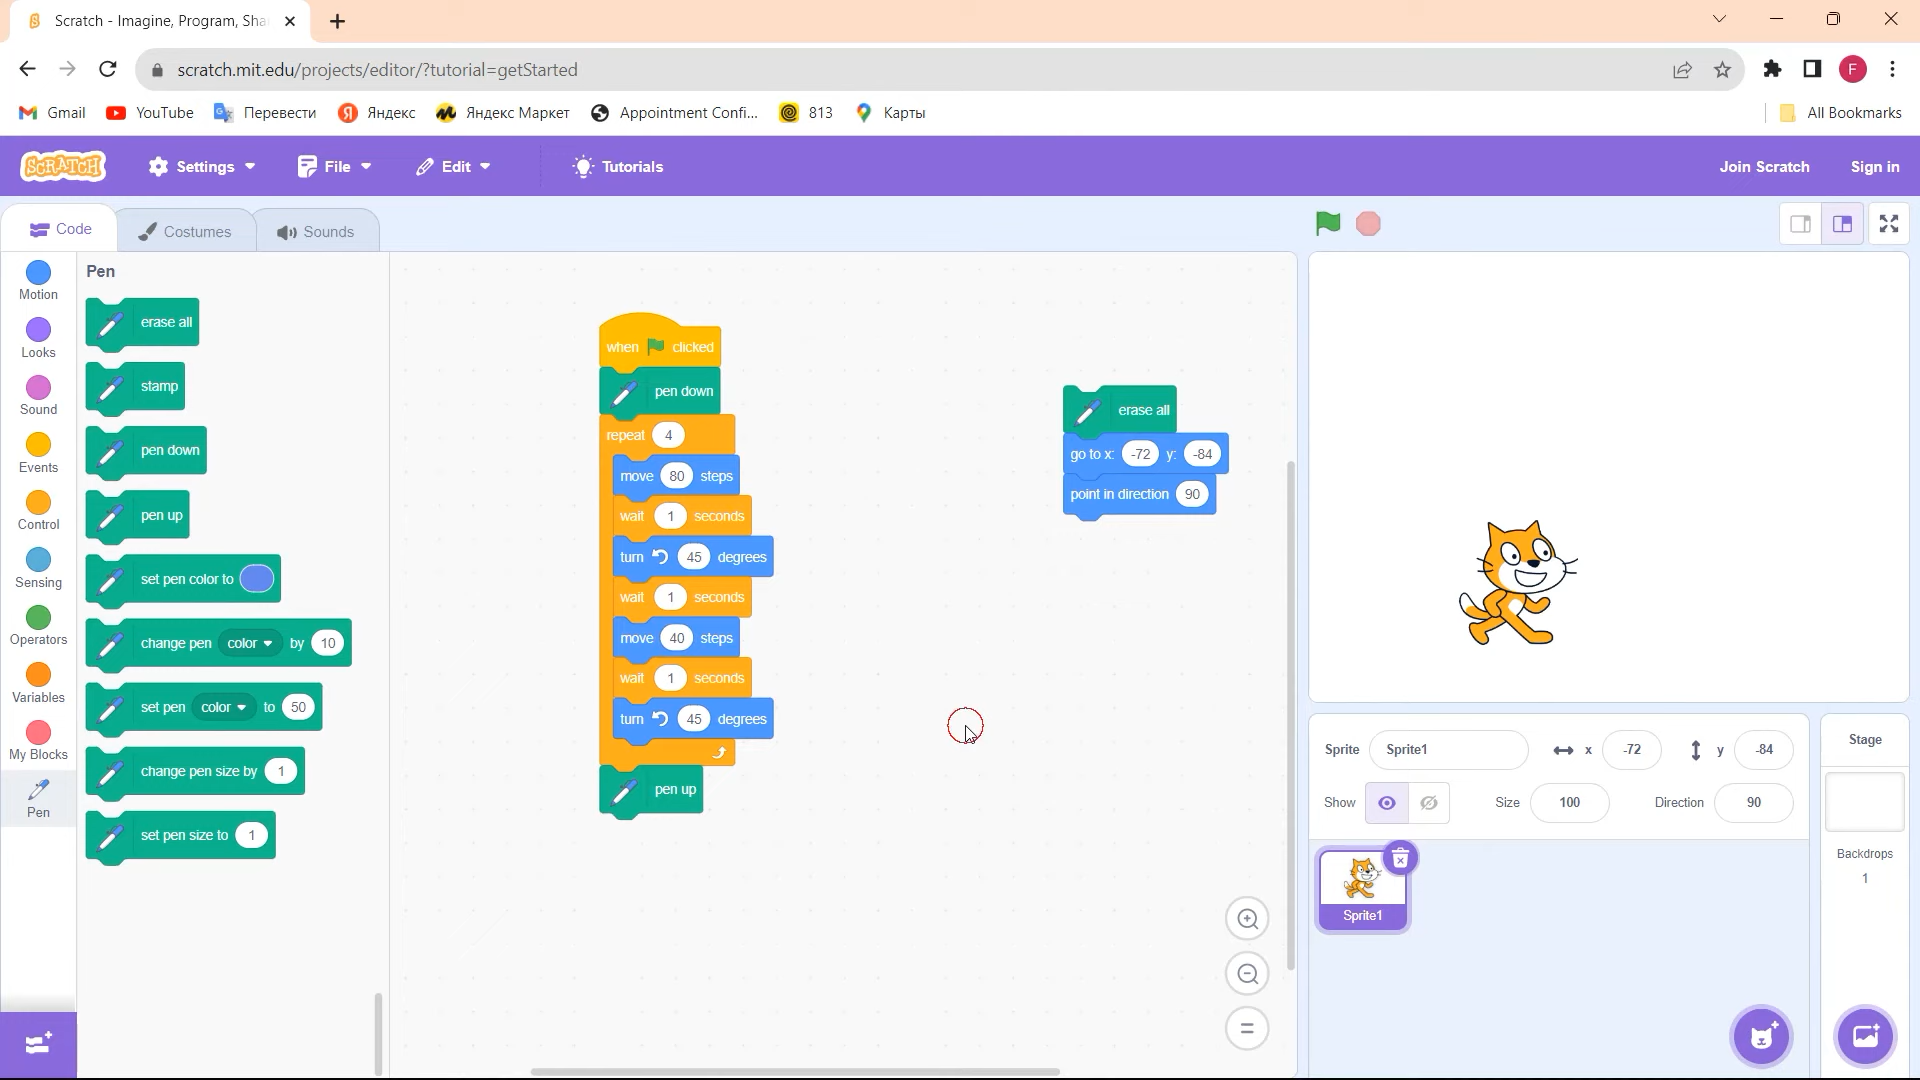 Scratch - Imagine, Program, Sha
scratch.mit.edu/projects/editor/?tutorial=getStarted
F
Gmail YouTube Перевести Яндекс Яндекс Маркет Appointment Confi... 813 Карты All Bookmarks
SCRATCH Settings File Edit Tutorials Join Scratch Sign in
Code Costumes Sounds
Motion
Looks
Sound
Events
Control
Sensing
Operators
Variables
My Blocks
Pen
Pen
erase all
stamp
pen down
pen up
set pen color to
change pen color by 10
set pen color to 50
change pen size by 1
set pen size to 1
when clicked
pen down
repeat 4
move 80 steps
wait 1 seconds
turn 45 degrees
wait 1 seconds
move 40 steps
wait 1 seconds
turn 45 degrees
pen up
erase all
go to x: -72 y: -84
point in direction 90
Sprite Sprite1 x -72 y -84
Show Size 100 Direction 90
Sprite1
Stage
Backdrops
1